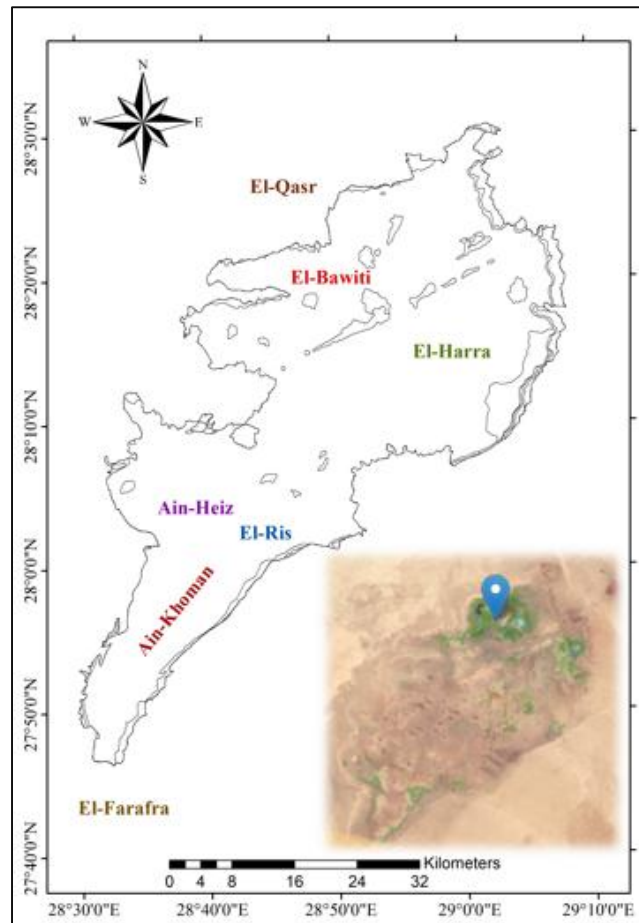 N
W E
S
28°30'0"N
El-Qasr
28°20'0"N
El-Bawiti
El-Harra
28°10'0"N
Ain-Heiz
El-Ris
28°0'0"N
Ain-Khoman
27°50'0"N
El-Farafra
27°40'0"N
Kilometers
0 4 8 16 24 32
28°30'0"E 28°40'0"E 28°50'0"E 29°0'0"E 29°10'0"E